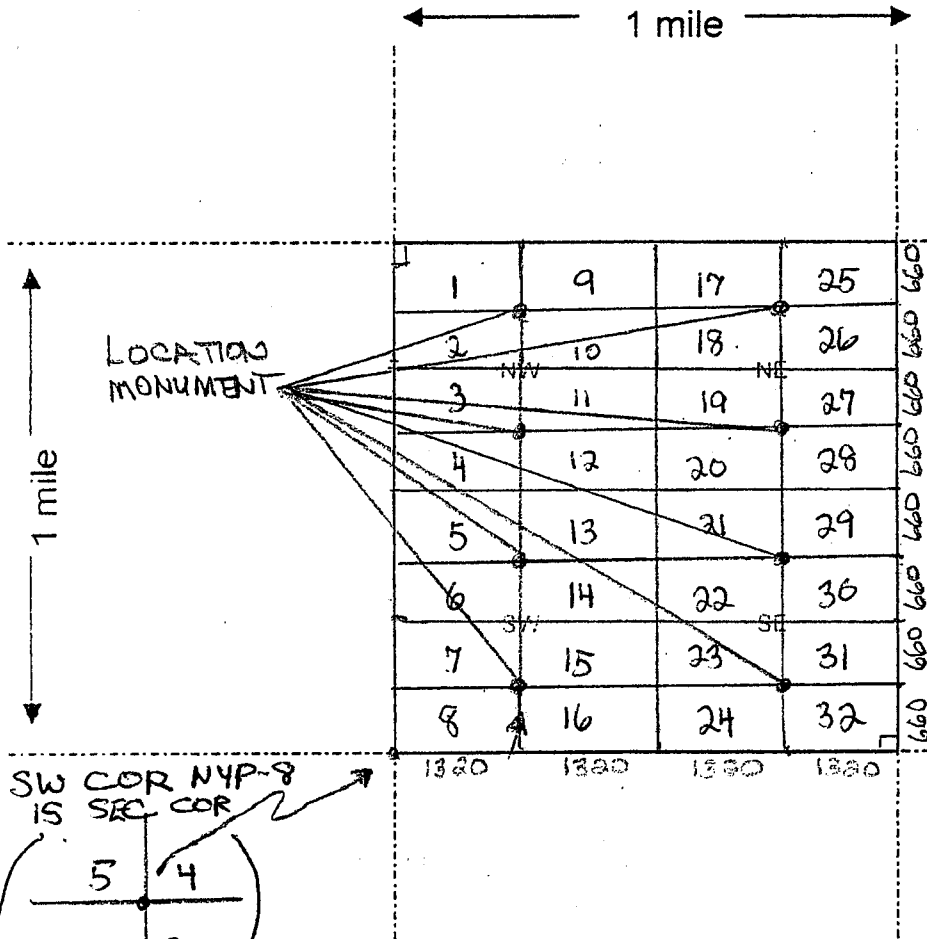 1 mile
1 9 17 25 660
LOCATION
MONUMENT
2 10 18 26 660
NW NE
3 11 19 27 660
4 12 20 28 660
1 mile
5 13 21 29 660
6 14 22 30 660
SW SE
7 15 23 31 660
8 16 24 32 660
1320 1320 1320 1320
SW COR NYP-8
IS SEC COR
5 4